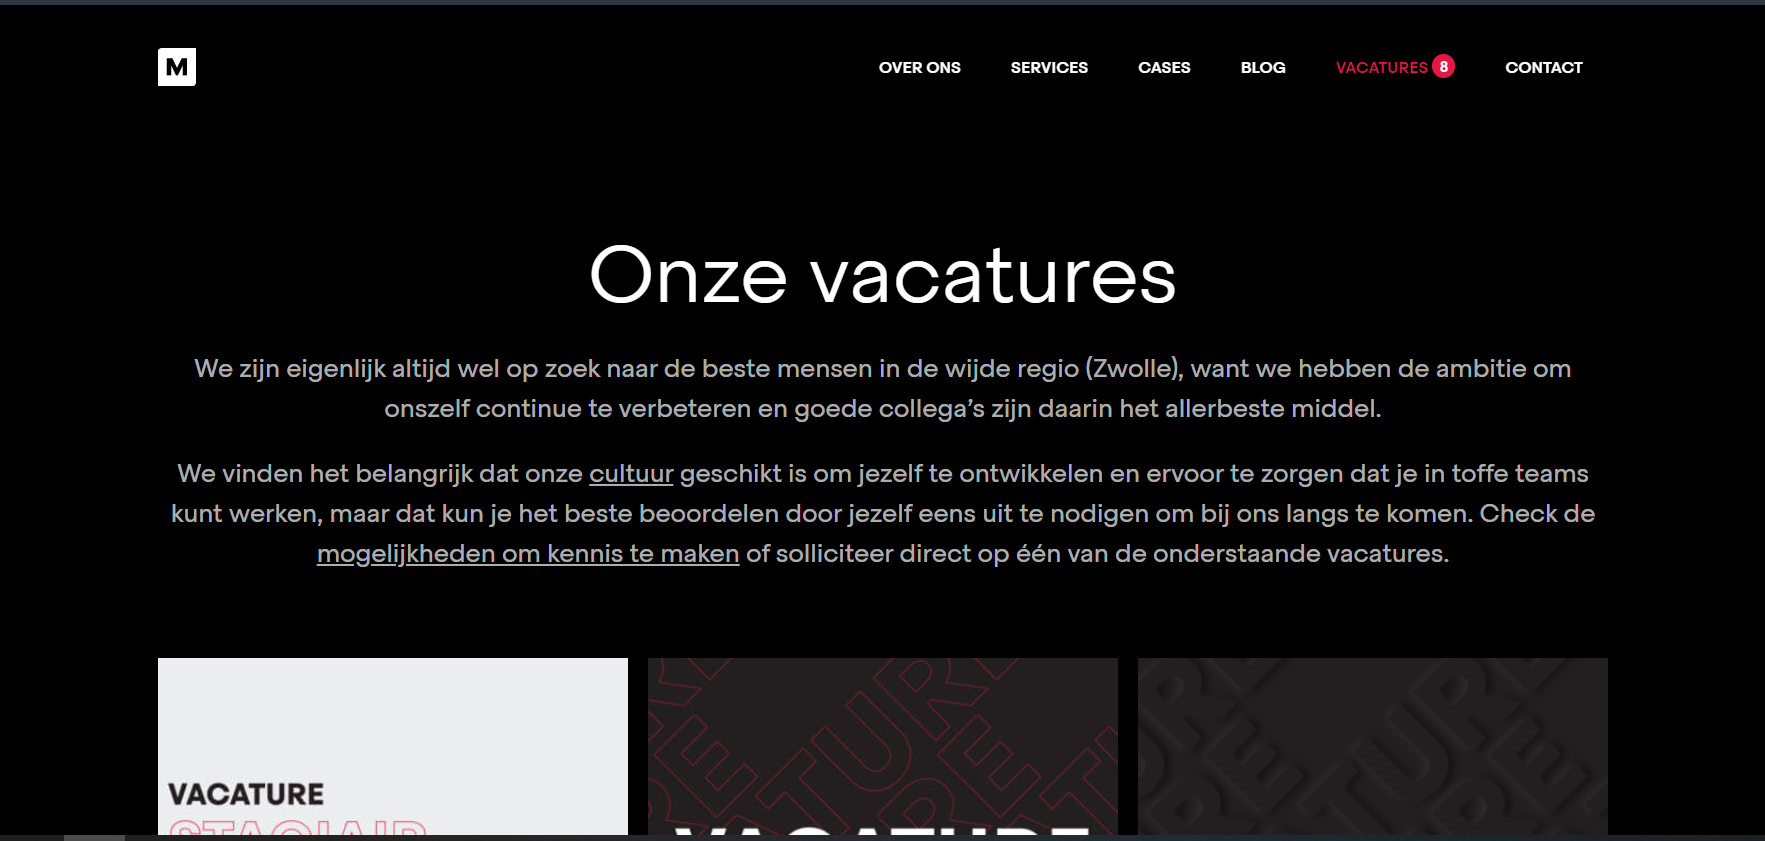 M
OVER ONS SERVICES CASES BLOG VACATURES 8 CONTACT
Onze vacatures
We zijn eigenlijk altijd wel op zoek naar de beste mensen in de wijde regio (Zwolle), want we hebben de ambitie om
onszelf continue te verbeteren en goede collega’s zijn daarin het allerbeste middel.
We vinden het belangrijk dat onze cultuur geschikt is om jezelf te ontwikkelen en ervoor te zorgen dat je in toffe teams
kunt werken, maar dat kun je het beste beoordelen door jezelf eens uit te nodigen om bij ons langs te komen. Check de
mogelijkheden om kennis te maken of solliciteer direct op één van de onderstaande vacatures.
VACATURE
STAGIAIR
VACATURE